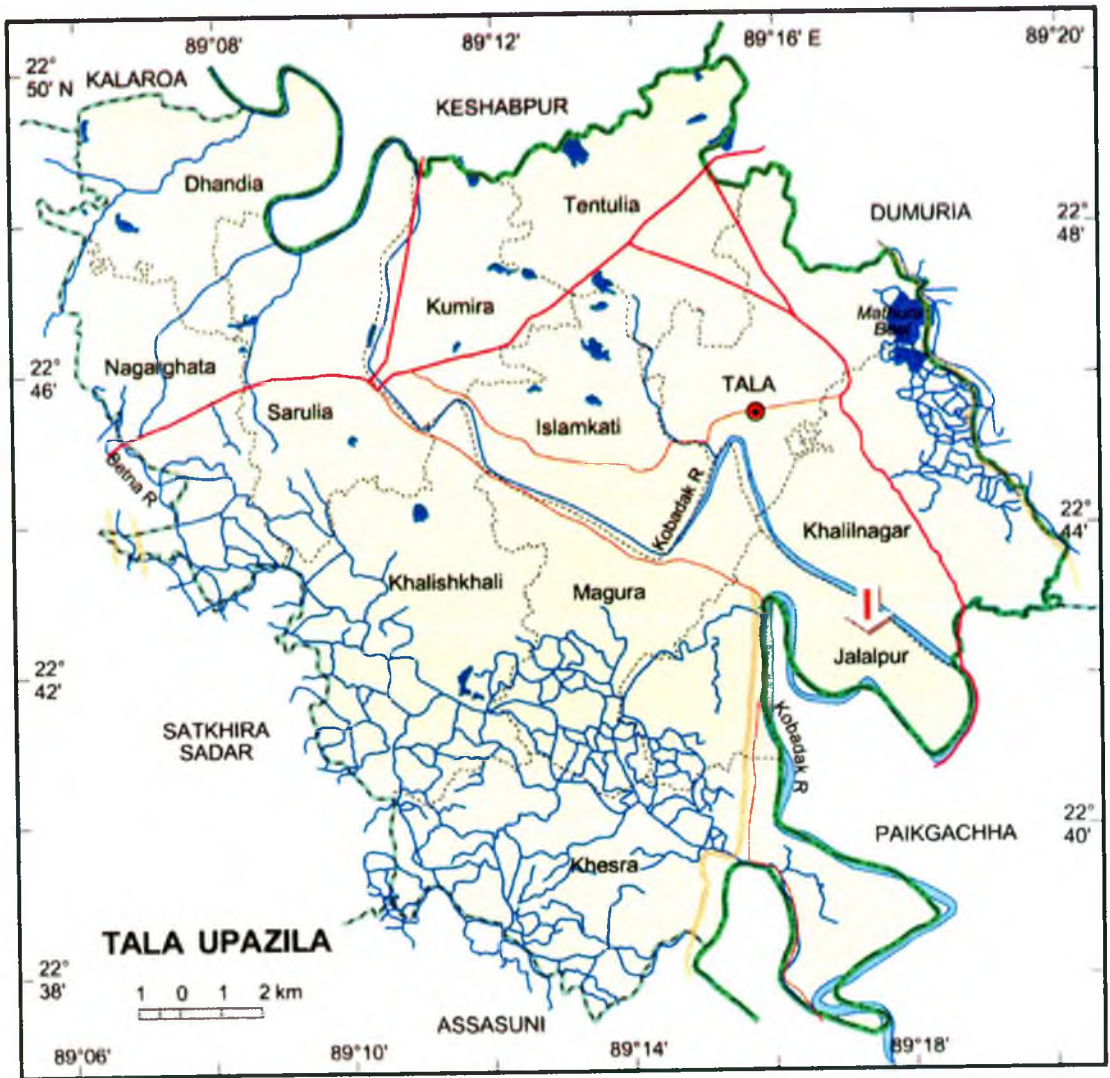 89°08'
89°12'
89°16' E
89°20'
22°
50' N
KALAROA
KESHABPUR
Dhandia
Tentulia
DUMURIA
22°
48'
Kumira
Mathura
Beel
Nagarghata
22°
46'
TALA
Sarulia
Islamkati
Betna R
Kobadak R
Khalilnagar
22°
44'
Khalishkhali
Magura
Jalalpur
22°
42'
Kobadak R
SATKHIRA
SADAR
22°
40'
PAIKGACHHA
Khesra
TALA UPAZILA
22°
38'
1 0 1 2 km
ASSASUNI
89°06'
89°10'
89°14'
89°18'